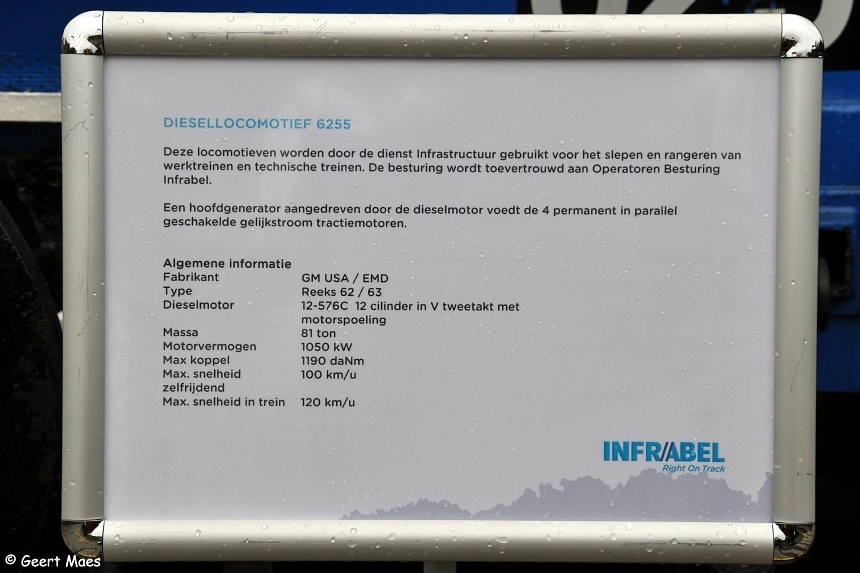 DIESELLOCOMOTIEF 6255
Deze locomotieven worden door de dienst Infrastructuur gebruikt voor het slepen en rangeren van
werktreinen en technische treinen. De besturing wordt toevertrouwd aan Operatoren Besturing
Infrabel.
Een hoofdgenerator aangedreven door de dieselmotor voedt de 4 permanent in parallel
geschakelde gelijkstroom tractiemotoren.
Algemene informatie
Fabrikant GM USA / EMD
Type Reeks 62 / 63
Dieselmotor 12-576C 12 cilinder in V tweetakt met
motorspoeling
Massa 81 ton
Motorvermogen 1050 kW
Max koppel 1190 daNm
Max. snelheid 100 km/u
zelfrijdend
Max. snelheid in trein 120 km/u
INFRABEL
Right On Track
© Geert Maes